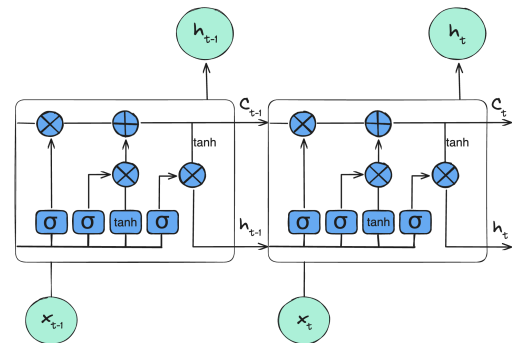 h_{t-1} h_t
C_{t-1} C_t
tanh tanh
σ σ tanh σ σ σ tanh σ
h_{t-1} h_t
x_{t-1} x_t